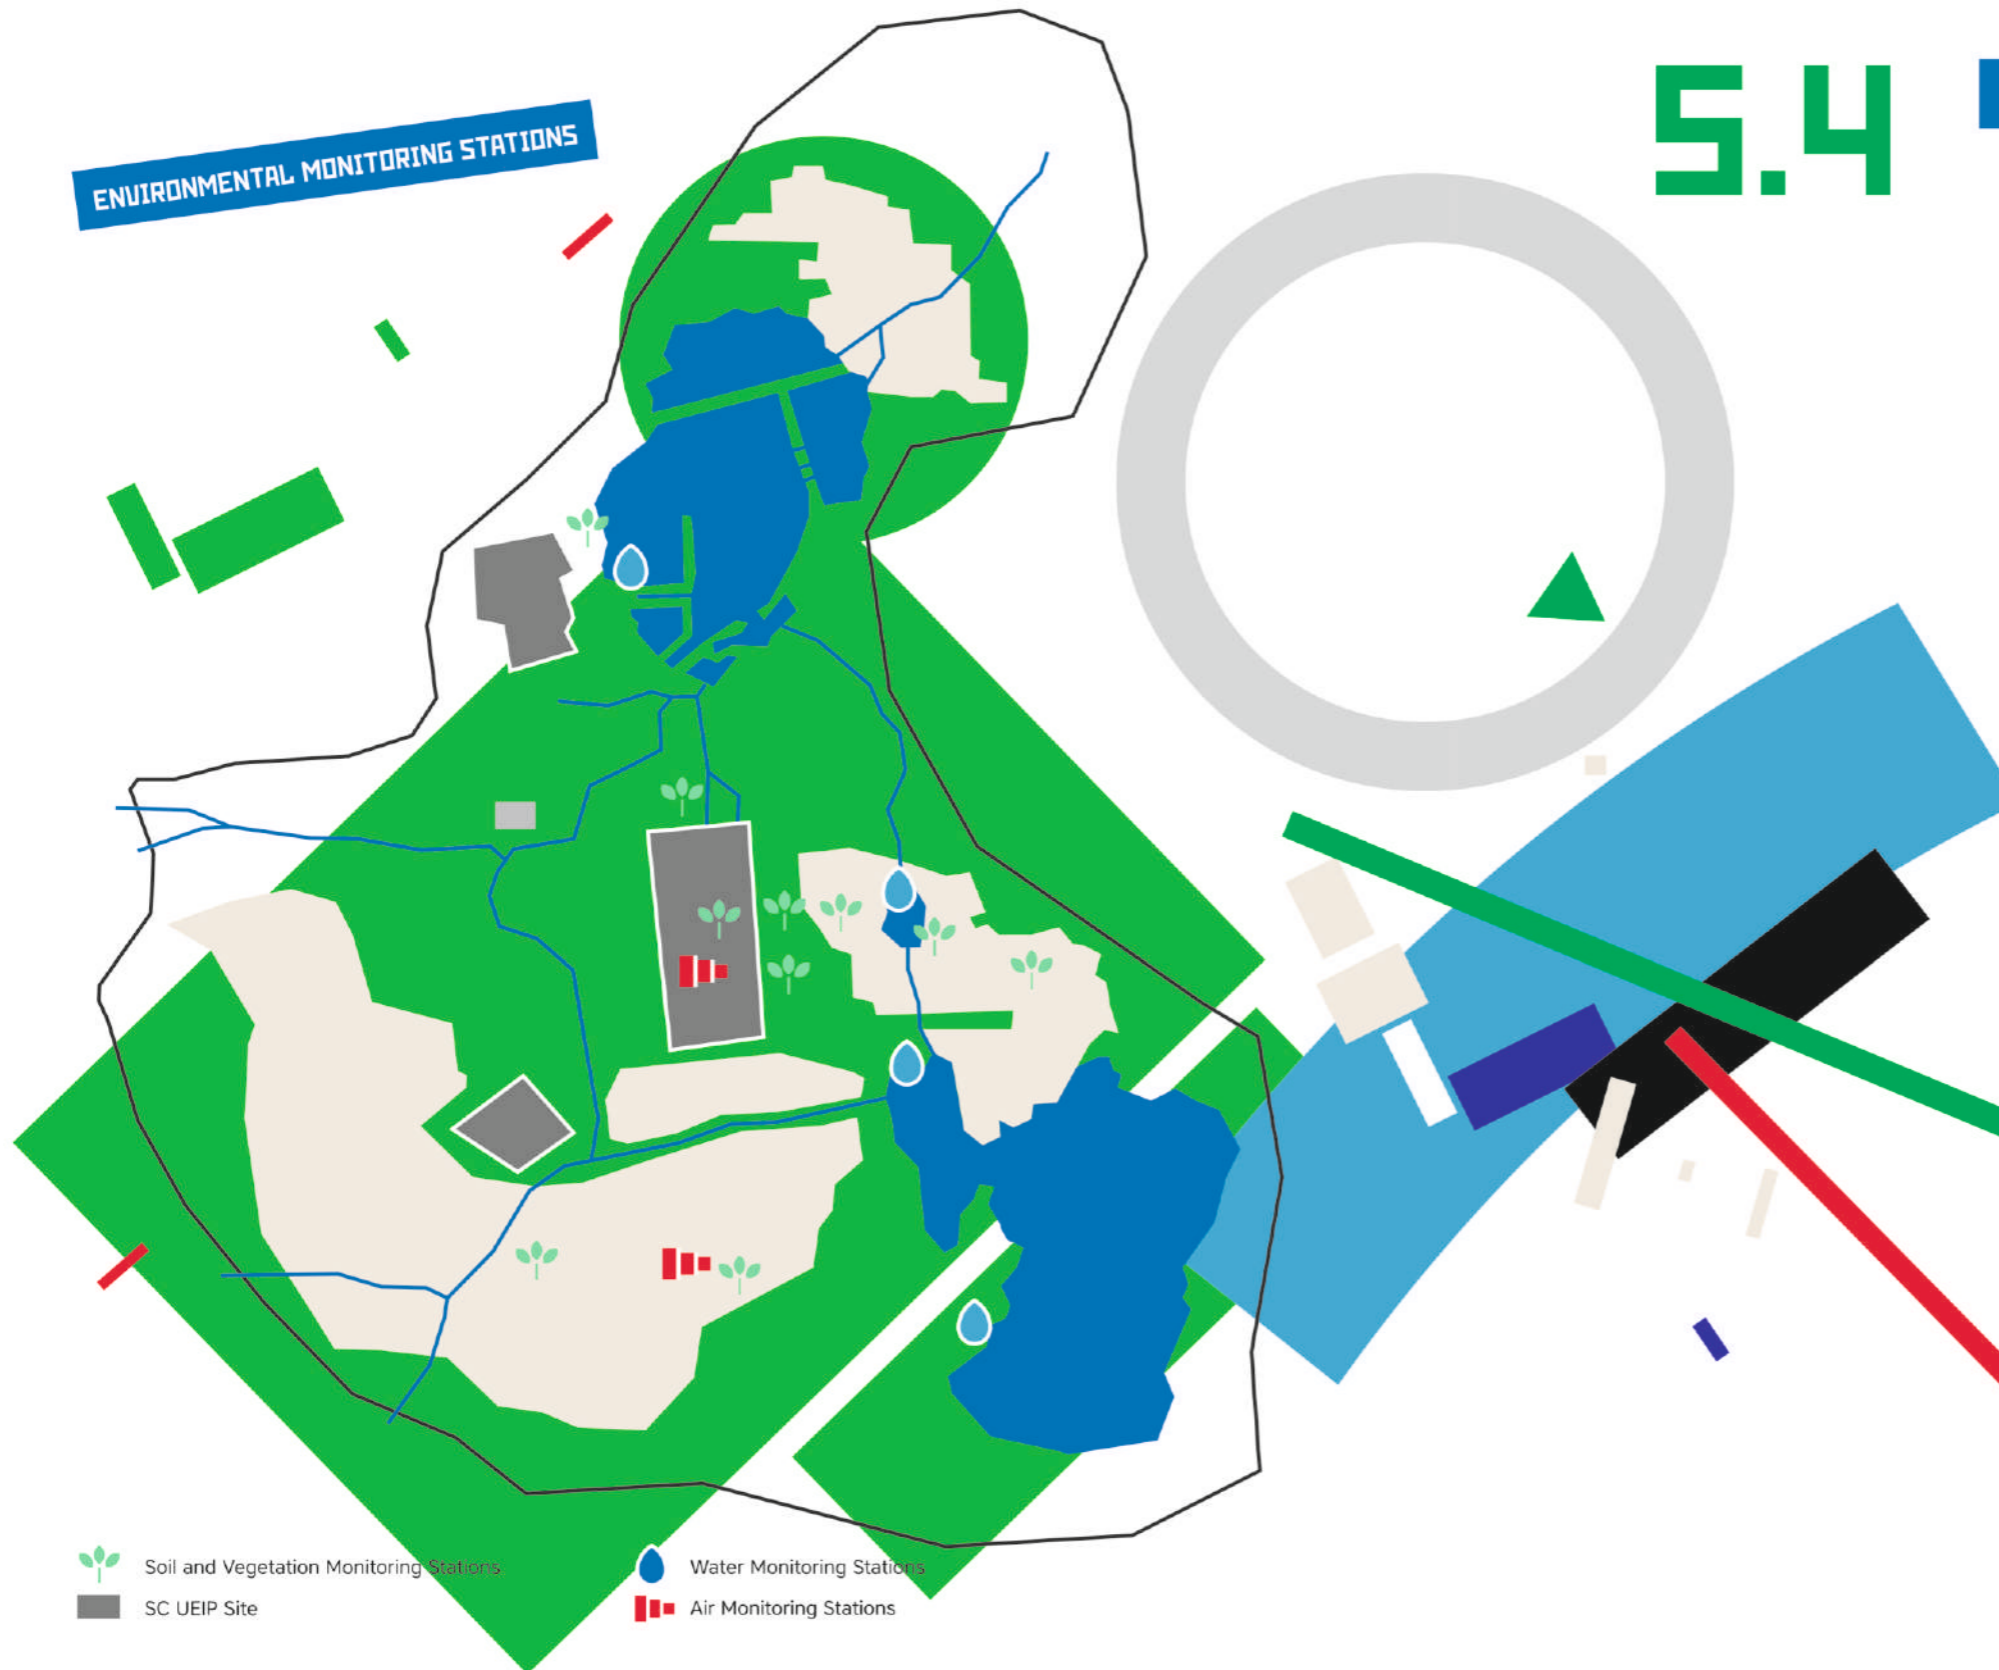 ENVIRONMENTAL MONITORING STATIONS
5.4
Soil and Vegetation Monitoring Stations
SC UEIP Site
Water Monitoring Stations
Air Monitoring Stations